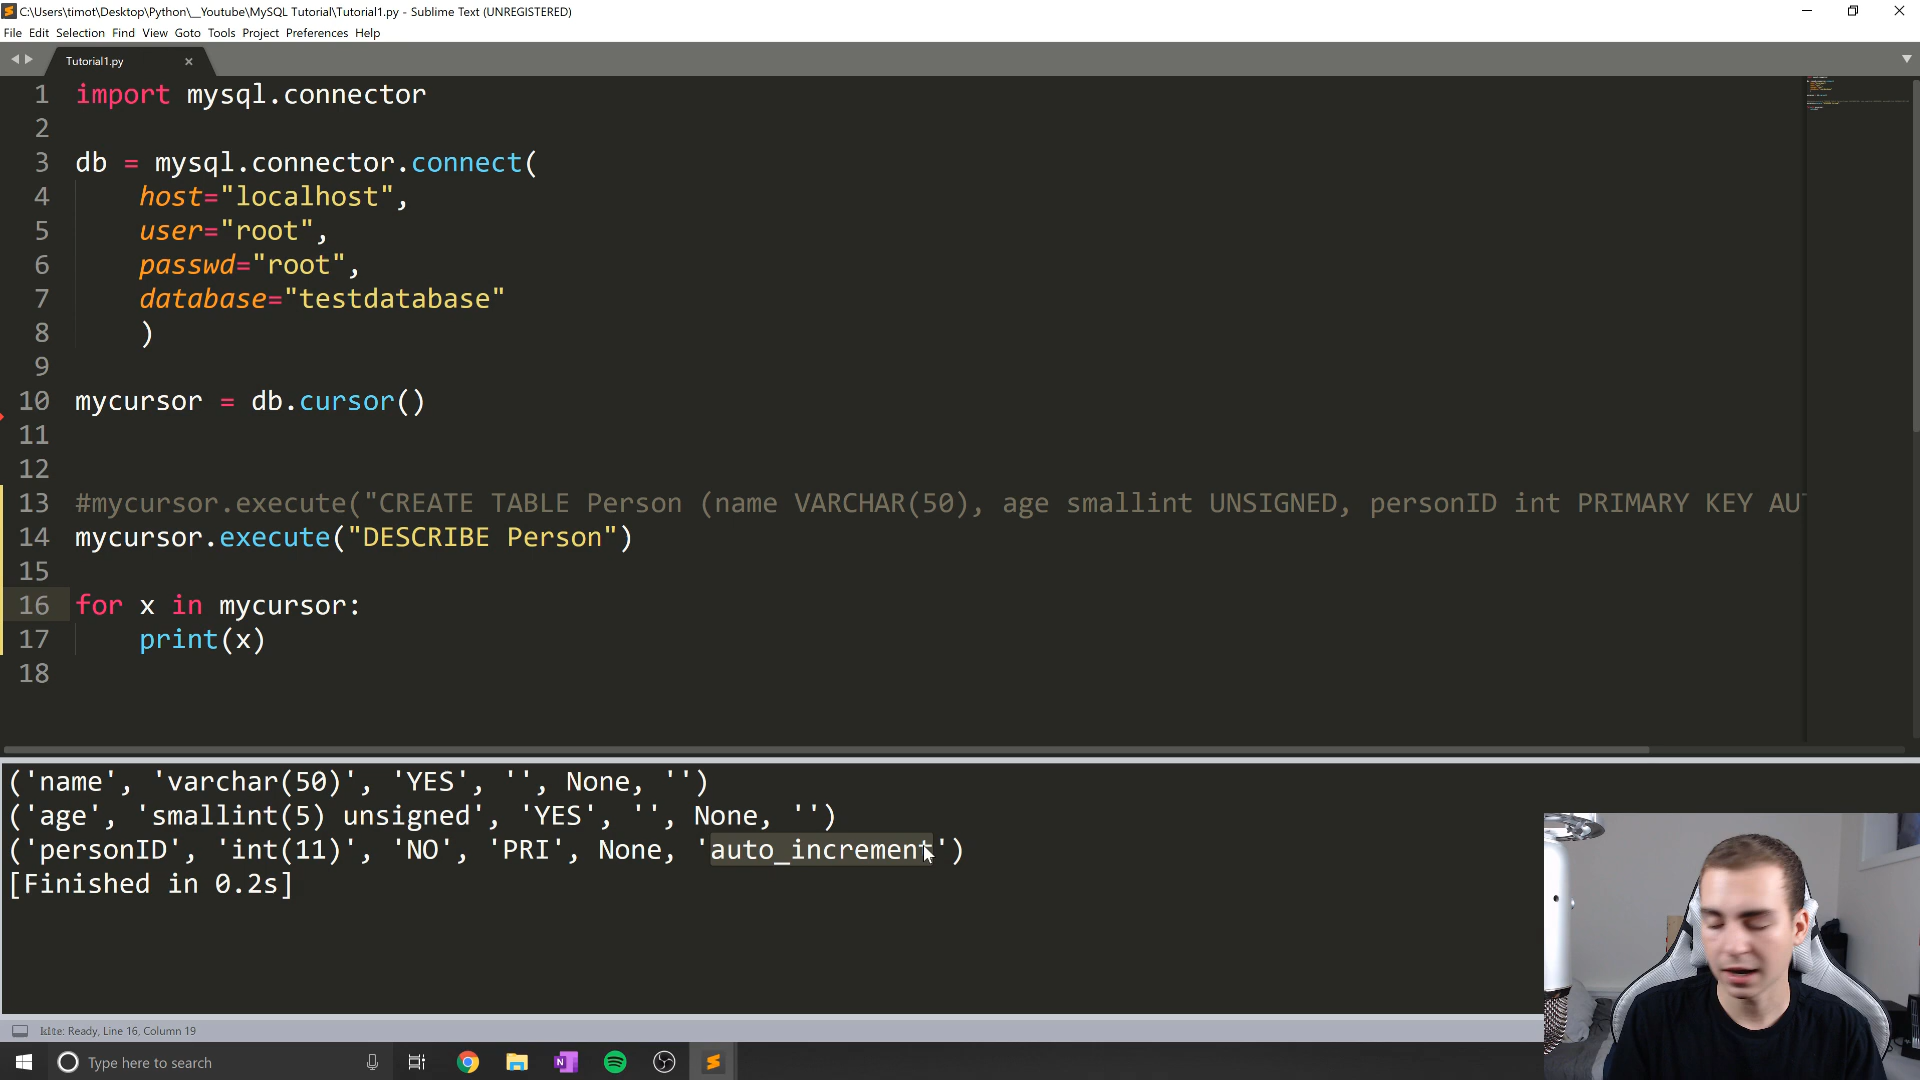 C:\Users\timot\Desktop\Python\__Youtube\MySQL Tutorial\Tutorial1.py - Sublime Text (UNREGISTERED)
File Edit Selection Find View Goto Tools Project Preferences Help
Tutorial1.py
1 import mysql.connector
2
3 db = mysql.connector.connect(
4 host="localhost",
5 user="root",
6 passwd="root",
7 database="testdatabase"
8 )
9
10 mycursor = db.cursor()
11
12
13 #mycursor.execute("CREATE TABLE Person (name VARCHAR(50), age smallint UNSIGNED, personID int PRIMARY KEY AU
14 mycursor.execute("DESCRIBE Person")
15
16 for x in mycursor:
17 print(x)
18
('name', 'varchar(50)', 'YES', '', None, '')
('age', 'smallint(5) unsigned', 'YES', '', None, '')
('personID', 'int(11)', 'NO', 'PRI', None, 'auto_increment')
[Finished in 0.2s]
kite: Ready, Line 16, Column 19
Type here to search